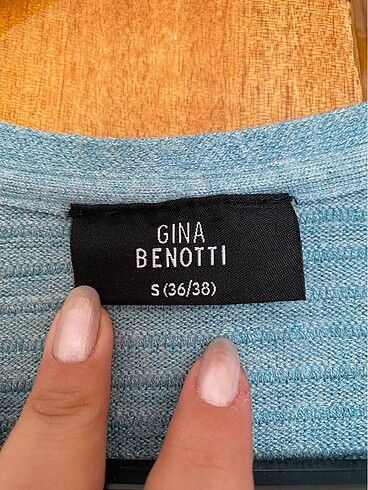 GINA
BENOTTI
S (36/38)